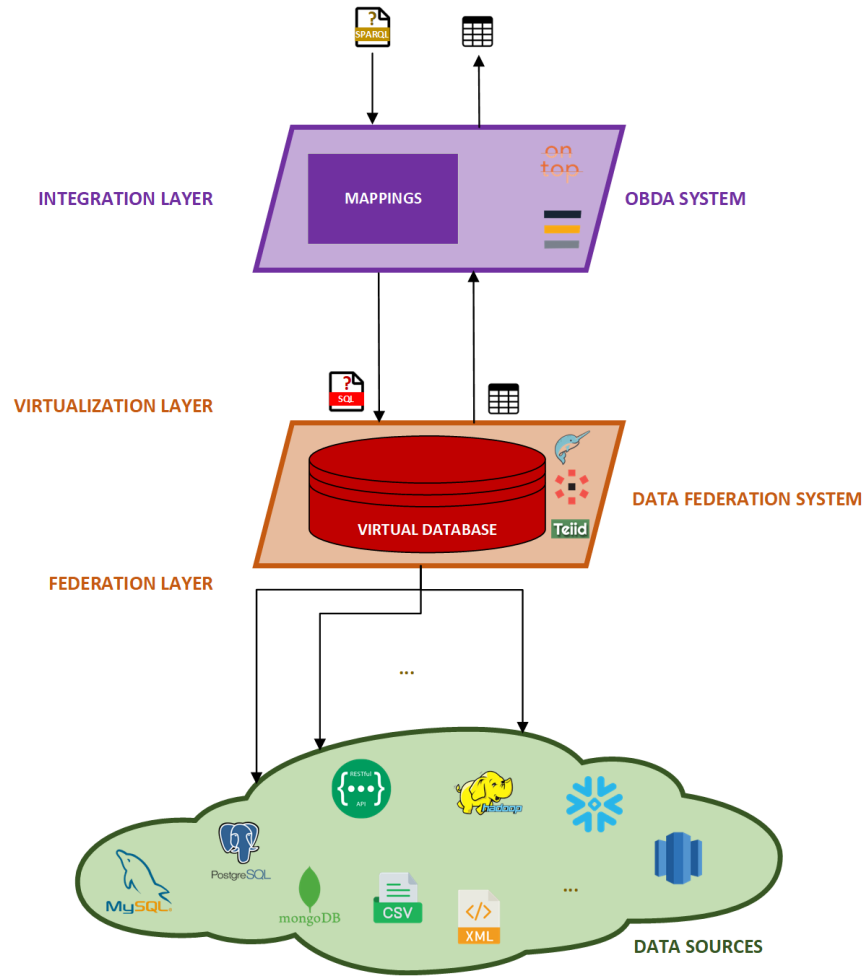 ?
SPARQL
on
top
INTEGRATION LAYER
MAPPINGS
OBDA SYSTEM
?
SQL
VIRTUALIZATION LAYER
VIRTUAL DATABASE
Teiid
DATA FEDERATION SYSTEM
FEDERATION LAYER
...
RESTful
{•••}
API
hadoop
PostgreSQL
MySQL
mongoDB
CSV
</>
XML
...
DATA SOURCES